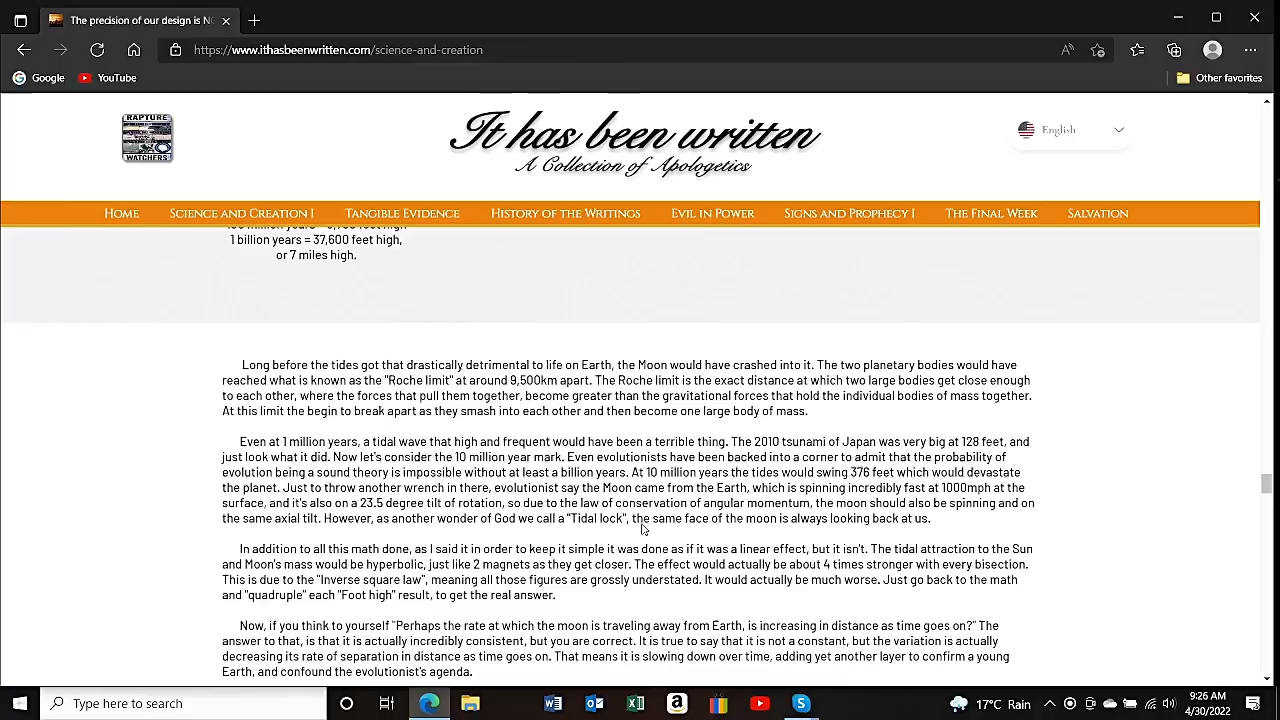 The precision of our design is NO
https://www.ithasbeenwritten.com/science-and-creation
Google
YouTube
Other favorites
RAPTURE
WATCHERS
It has been written
A Collection of Apologetics
English
Home
Science and Creation I
Tangible Evidence
History of the Writings
Evil in Power
Signs and Prophecy I
The Final Week
Salvation
1 billion years = 37,600 feet high,
or 7 miles high.
Long before the tides got that drastically detrimental to life on Earth, the Moon would have crashed into it. The two planetary bodies would have
reached what is known as the "Roche limit" at around 9,500km apart. The Roche limit is the exact distance at which two large bodies get close enough
to each other, where the forces that pull them together, become greater than the gravitational forces that hold the individual bodies of mass together.
At this limit the begin to break apart as they smash into each other and then become one large body of mass.
Even at 1 million years, a tidal wave that high and frequent would have been a terrible thing. The 2010 tsunami of Japan was very big at 128 feet, and
just look what it did. Now let's consider the 10 million year mark. Even evolutionists have been backed into a corner to admit that the probability of
evolution being a sound theory is impossible without at least a billion years. At 10 million years the tides would swing 376 feet which would devastate
the planet. Just to throw another wrench in there, evolutionist say the Moon came from the Earth, which is spinning incredibly fast at 1000mph at the
surface, and it's also on a 23.5 degree tilt of rotation, so due to the law of conservation of angular momentum, the moon should also be spinning and on
the same axial tilt. However, as another wonder of God we call a "Tidal lock", the same face of the moon is always looking back at us.
In addition to all this math done, as I said it in order to keep it simple it was done as if it was a linear effect, but it isn't. The tidal attraction to the Sun
and Moon's mass would be hyperbolic, just like 2 magnets as they get closer. The effect would actually be about 4 times stronger with every bisection.
This is due to the "Inverse square law", meaning all those figures are grossly understated. It would actually be much worse. Just go back to the math
and "quadruple" each "Foot high" result, to get the real answer.
Now, if you think to yourself "Perhaps the rate at which the moon is traveling away from Earth, is increasing in distance as time goes on?" The
answer to that, is that it is actually incredibly consistent, but you are correct. It is true to say that it is not a constant, but the variation is actually
decreasing its rate of separation in distance as time goes on. That means it is slowing down over time, adding yet another layer to confirm a young
Earth, and confound the evolutionist's agenda.
Type here to search
17°C Rain
9:26 AM
4/30/2022